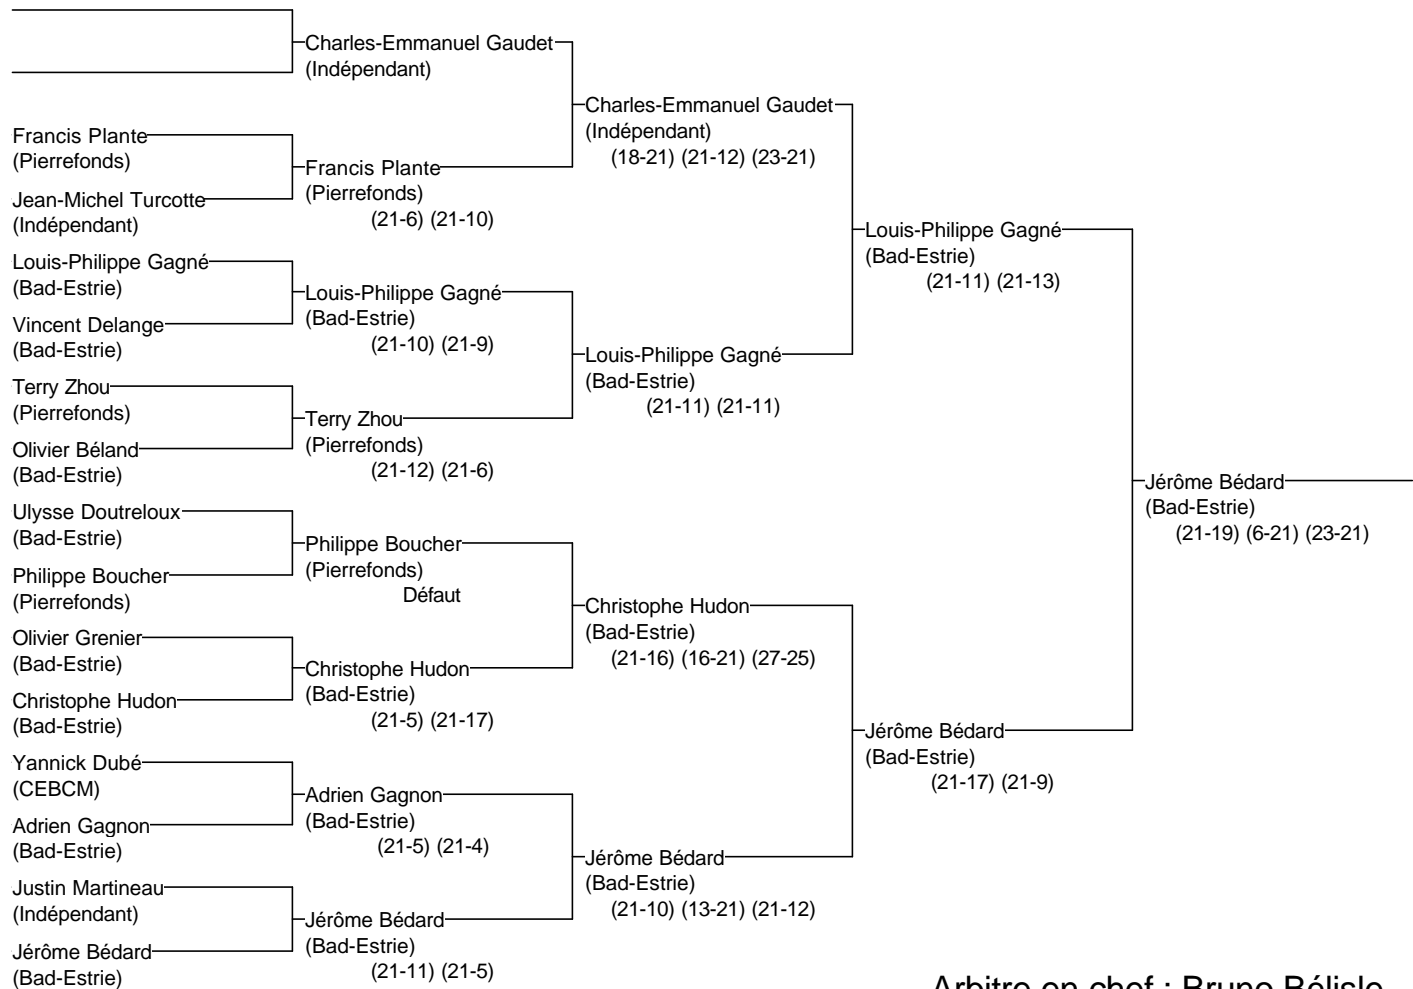 Charles-Emmanuel Gaudet
(Indépendant)
Francis Plante
(Pierrefonds)
Jean-Michel Turcotte
(Indépendant)
Louis-Philippe Gagné
(Bad-Estrie)
Vincent Delange
(Bad-Estrie)
Terry Zhou
(Pierrefonds)
Olivier Béland
(Bad-Estrie)
Ulysse Doutreloux
(Bad-Estrie)
Philippe Boucher
(Pierrefonds)
Olivier Grenier
(Bad-Estrie)
Christophe Hudon
(Bad-Estrie)
Yannick Dubé
(CEBCM)
Adrien Gagnon
(Bad-Estrie)
Justin Martineau
(Indépendant)
Jérôme Bédard
(Bad-Estrie)
Francis Plante
(Pierrefonds)
(21-6) (21-10)
Louis-Philippe Gagné
(Bad-Estrie)
(21-10) (21-9)
Terry Zhou
(Pierrefonds)
(21-12) (21-6)
Philippe Boucher
(Pierrefonds)
Défaut
Christophe Hudon
(Bad-Estrie)
(21-5) (21-17)
Adrien Gagnon
(Bad-Estrie)
(21-5) (21-4)
Jérôme Bédard
(Bad-Estrie)
(21-11) (21-5)
Charles-Emmanuel Gaudet
(Indépendant)
(18-21) (21-12) (23-21)
Louis-Philippe Gagné
(Bad-Estrie)
(21-11) (21-11)
Christophe Hudon
(Bad-Estrie)
(21-16) (16-21) (27-25)
Jérôme Bédard
(Bad-Estrie)
(21-10) (13-21) (21-12)
Louis-Philippe Gagné
(Bad-Estrie)
(21-11) (21-13)
Jérôme Bédard
(Bad-Estrie)
(21-17) (21-9)
Jérôme Bédard
(Bad-Estrie)
(21-19) (6-21) (23-21)
Arbitre en chef : Bruno Bélisle